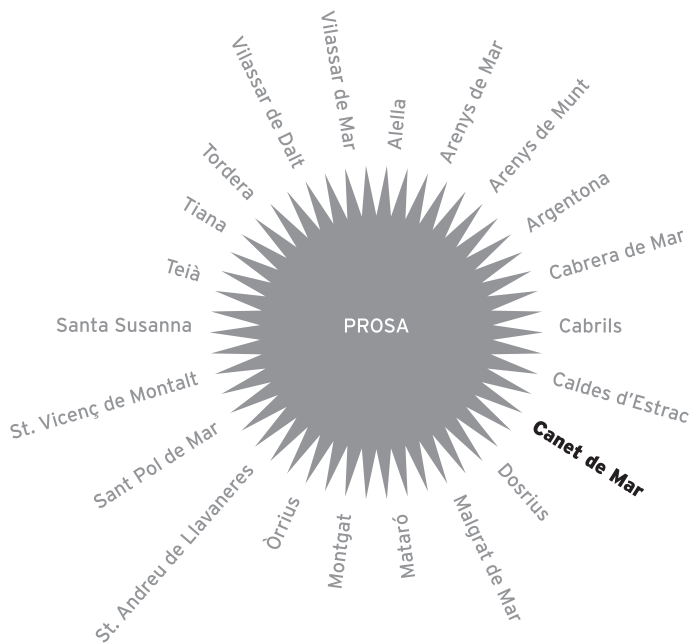 Alella
Arenys de Mar
Arenys de Munt
Argentona
Cabrera de Mar
Cabrils
Caldes d'Estrac
Canet de Mar
Dosrius
Malgrat de Mar
Mataró
Montgat
Òrrius
St. Andreu de Llavaneres
Sant Pol de Mar
St. Vicenç de Montalt
Santa Susanna
Teià
Tiana
Tordera
Vilassar de Dalt
Vilassar de Mar
PROSA